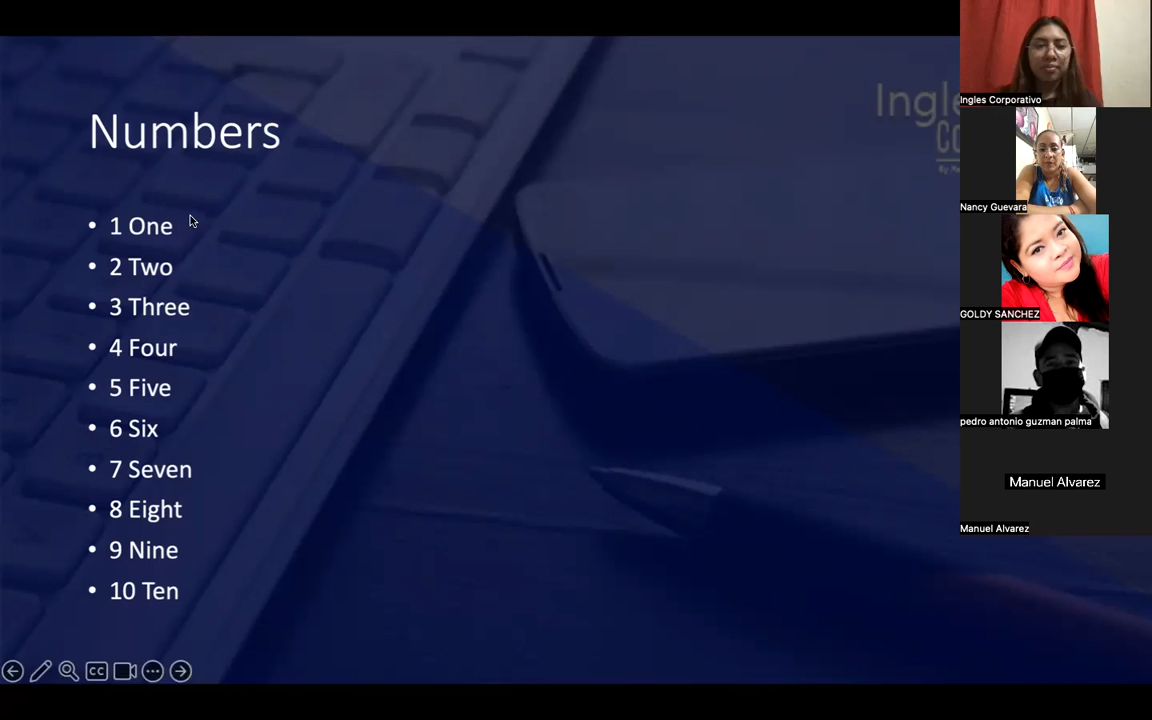 Numbers
• 1 One
• 2 Two
• 3 Three
• 4 Four
• 5 Five
• 6 Six
• 7 Seven
• 8 Eight
• 9 Nine
• 10 Ten
CC
Ingles Corporativo
Nancy Guevara
GOLDY SANCHEZ
pedro antonio guzman palma
Manuel Alvarez
Manuel Alvarez